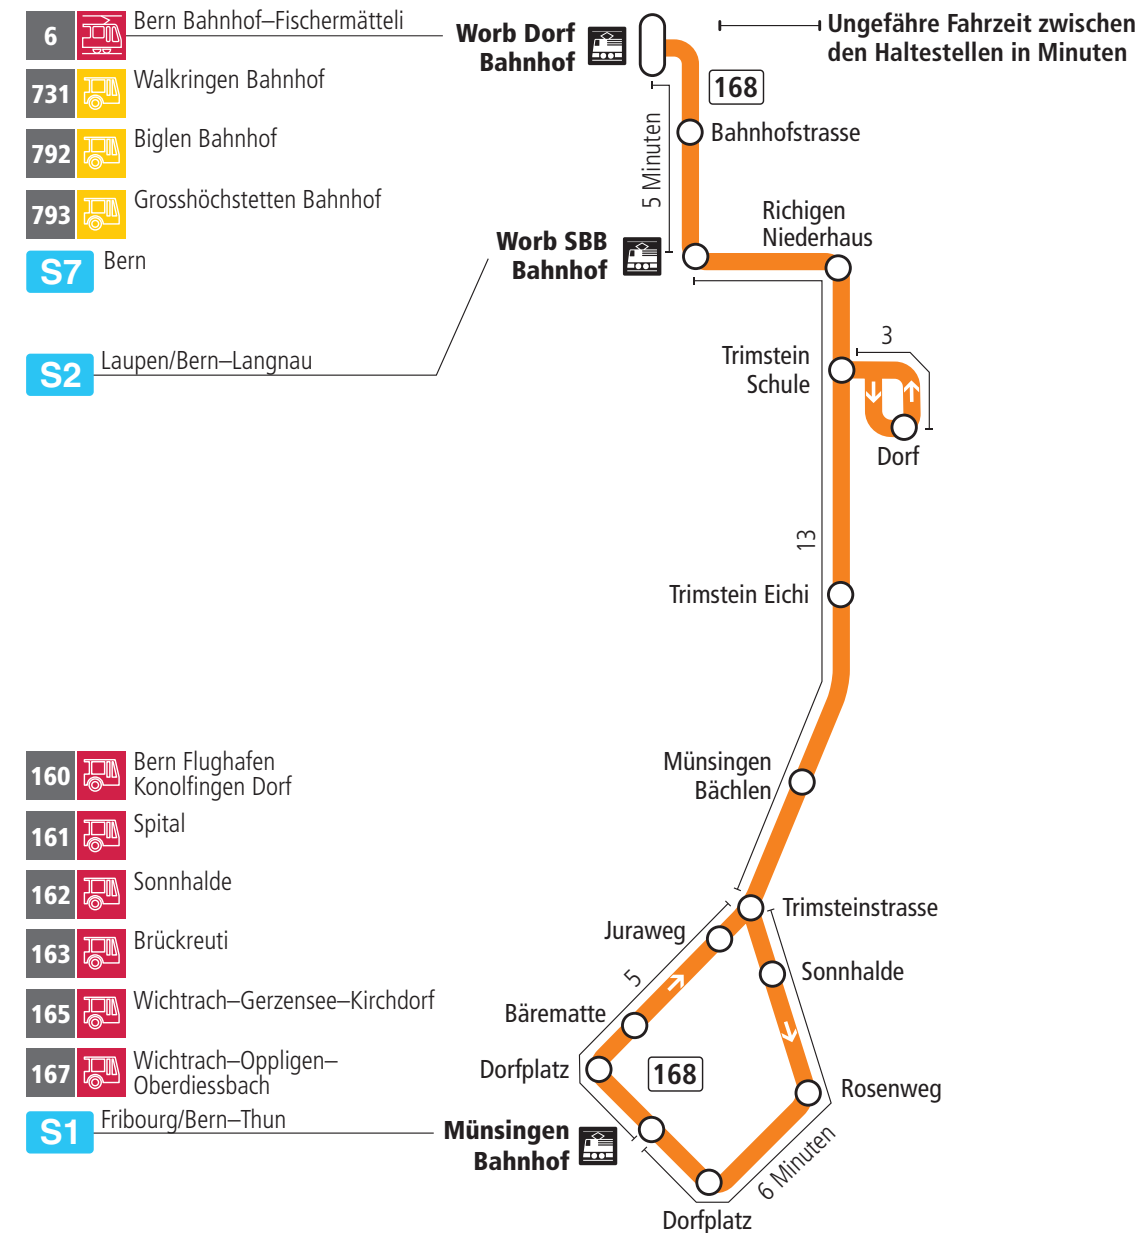 6
Bern Bahnhof–Fischermätteli
731
Walkringen Bahnhof
792
Biglen Bahnhof
793
Grosshöchstetten Bahnhof
S7
Bern
S2
Laupen/Bern–Langnau
Worb Dorf
Bahnhof
Ungefähre Fahrzeit zwischen
den Haltestellen in Minuten
168
Bahnhofstrasse
5 Minuten
Worb SBB
Bahnhof
Richigen
Niederhaus
Trimstein
Schule
3
Dorf
13
Trimstein Eichi
Münsingen
Bächlen
160
Bern Flughafen
Konolfingen Dorf
161
Spital
162
Sonnhalde
163
Brückreuti
165
Wichtrach–Gerzensee–Kirchdorf
167
Wichtrach–Oppligen–
Oberdiessbach
S1
Fribourg/Bern–Thun
Trimsteinstrasse
Juraweg
Sonnhalde
5
Bärematte
Dorfplatz
168
Rosenweg
Münsingen
Bahnhof
6 Minuten
Dorfplatz